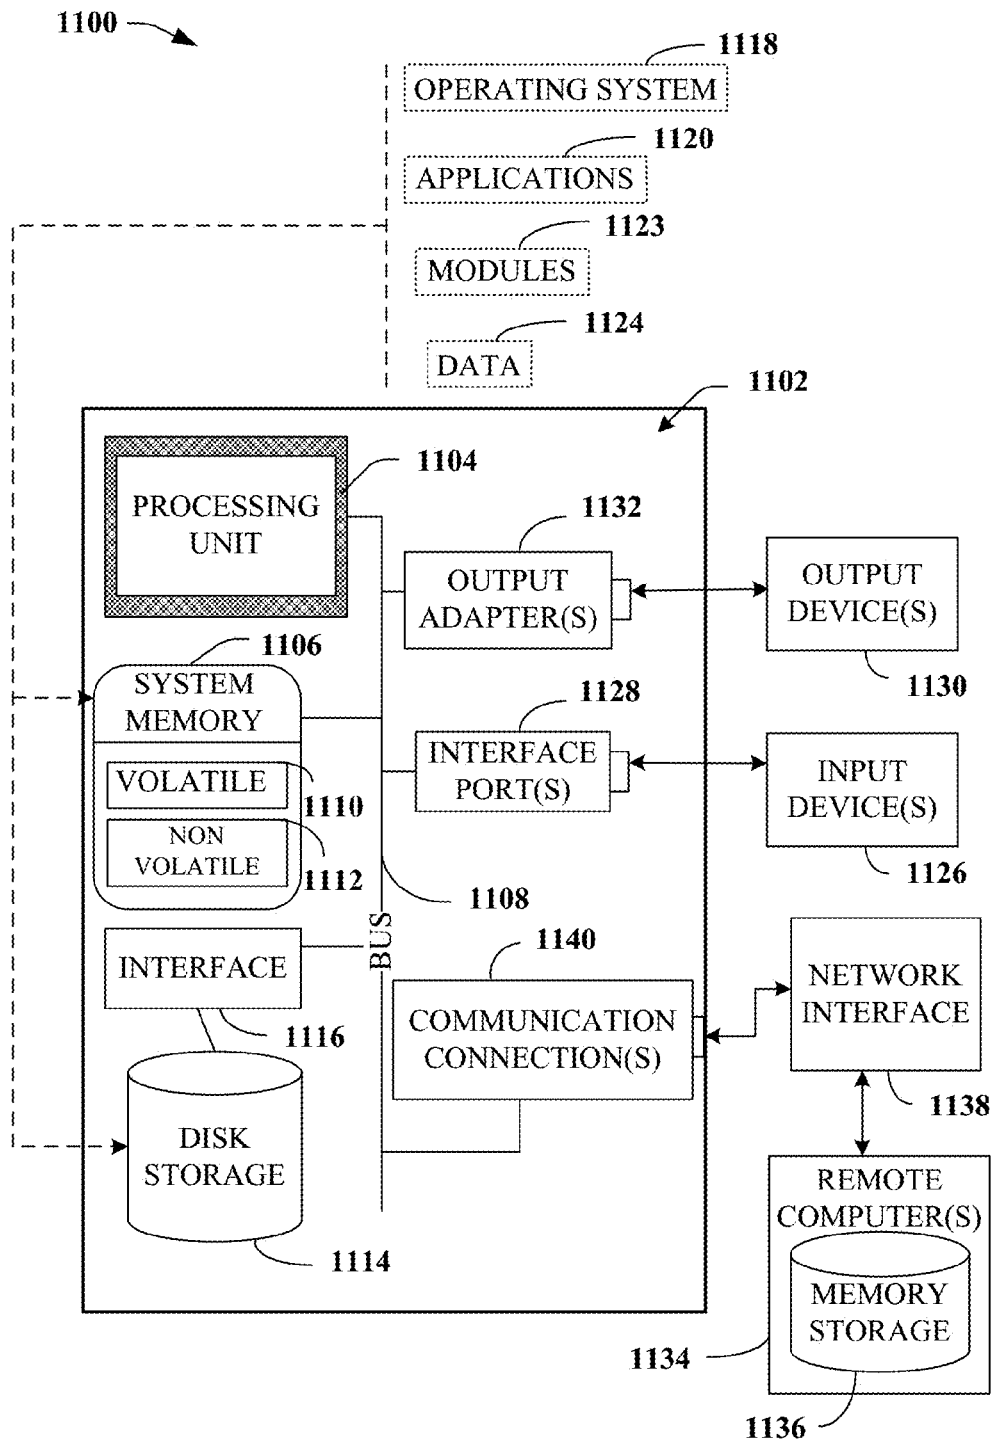 1100
1118
OPERATING SYSTEM
1120
APPLICATIONS
1123
MODULES
1124
DATA
1102
1104
PROCESSING
UNIT
1132
OUTPUT
ADAPTER(S)
OUTPUT
DEVICE(S)
1130
1106
SYSTEM
MEMORY
1128
INTERFACE
PORT(S)
INPUT
DEVICE(S)
1126
VOLATILE
1110
NON
VOLATILE
1112
1108
BUS
1140
INTERFACE
1116
COMMUNICATION
CONNECTION(S)
NETWORK
INTERFACE
1138
DISK
STORAGE
1114
REMOTE
COMPUTER(S)
MEMORY
STORAGE
1134
1136